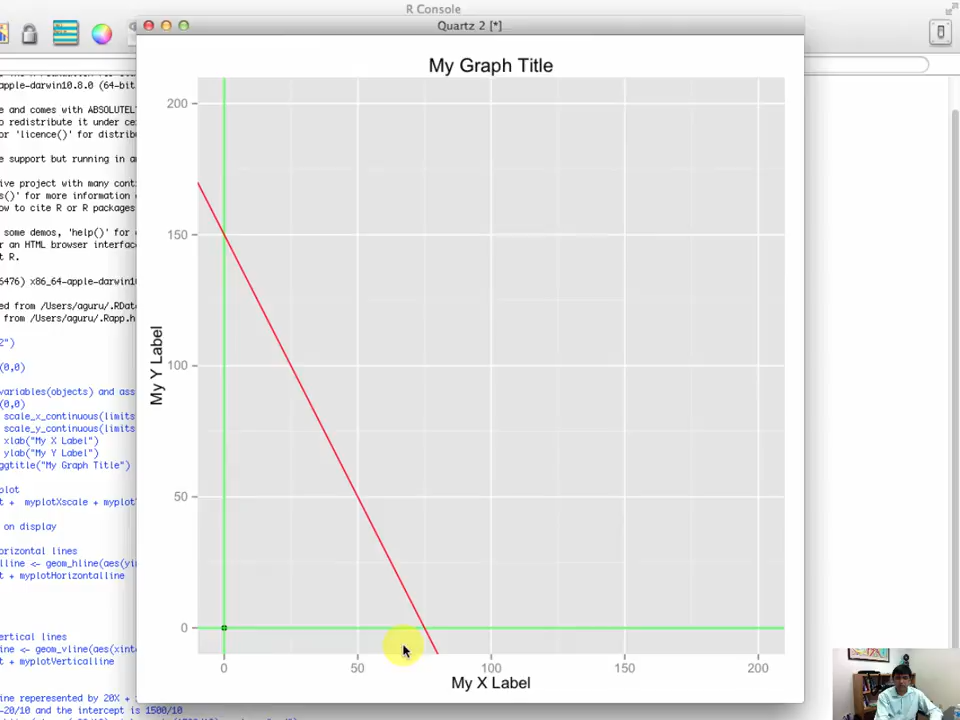 R Console
Quartz 2 [*]
My Graph Title
200
150
100
50
0
My Y Label
0
50
100
150
200
My X Label
apple-darwin10.8.0 (64-bit
e and comes with ABSOLUTEL
o redistribute it under ce
or 'licence()' for distrib
e support but running in a
ive project with many cont
s()' for more information
ow to cite R or R packages
some demos, 'help()' for
r an HTML browser interfac
t R.
6476) x86_64-apple-darwin1
ed from /Users/aguru/.RDat
from /Users/aguru/.Rapp.h
2")
(0,0)
variables(objects) and ass
(0,0)
scale_x_continuous(limits
scale_y_continuous(limits
xlab("My X Label")
ylab("My Y Label")
ggtitle("My Graph Title")
plot
t + myplotXscale + myplot
on display
orizontal lines
lline <- geom_hline(aes(yi
t + myplotHorizontalline
ertical lines
ine <- geom_vline(aes(xint
t + myplotVerticalline
ine reperesented by 20X +
-20/10 and the intercept is 1500/10